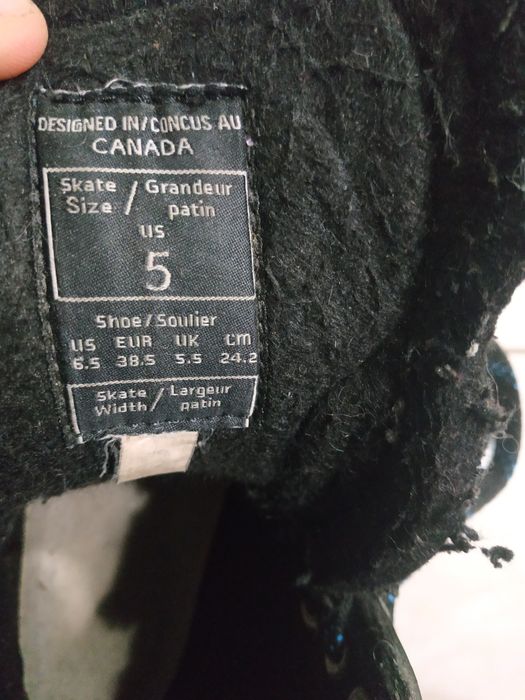 DESIGNED IN/CONCUS AU
CANADA
Skate Size / Grandeur patin
US
5
Shoe/Soulier
US EUR UK cm
6.5 38.5 5.5 24.2
Skate Width / Largeur patin